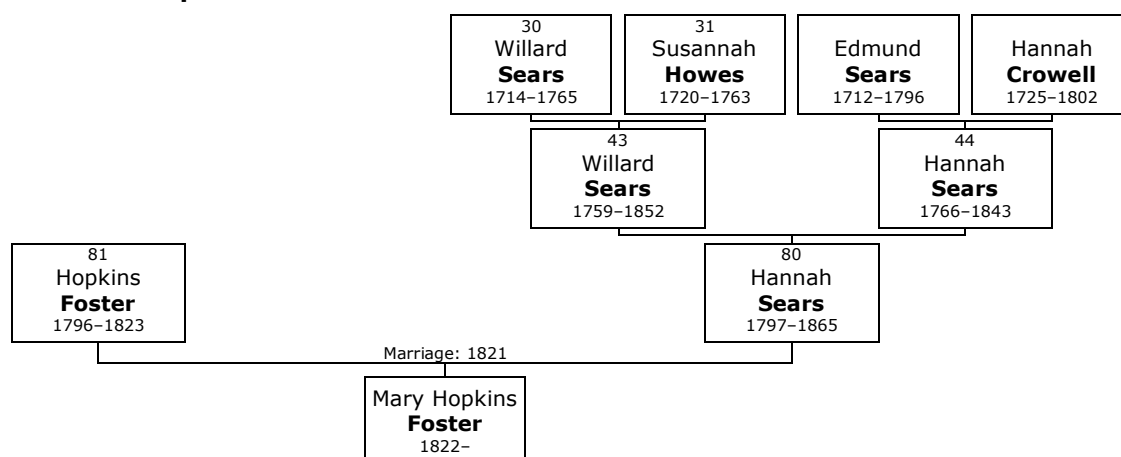 30
Willard
Sears
1714–1765
31
Susannah
Howes
1720–1763
Edmund
Sears
1712–1796
Hannah
Crowell
1725–1802
43
Willard
Sears
1759–1852
44
Hannah
Sears
1766–1843
81
Hopkins
Foster
1796–1823
80
Hannah
Sears
1797–1865
Marriage: 1821
Mary Hopkins
Foster
1822–